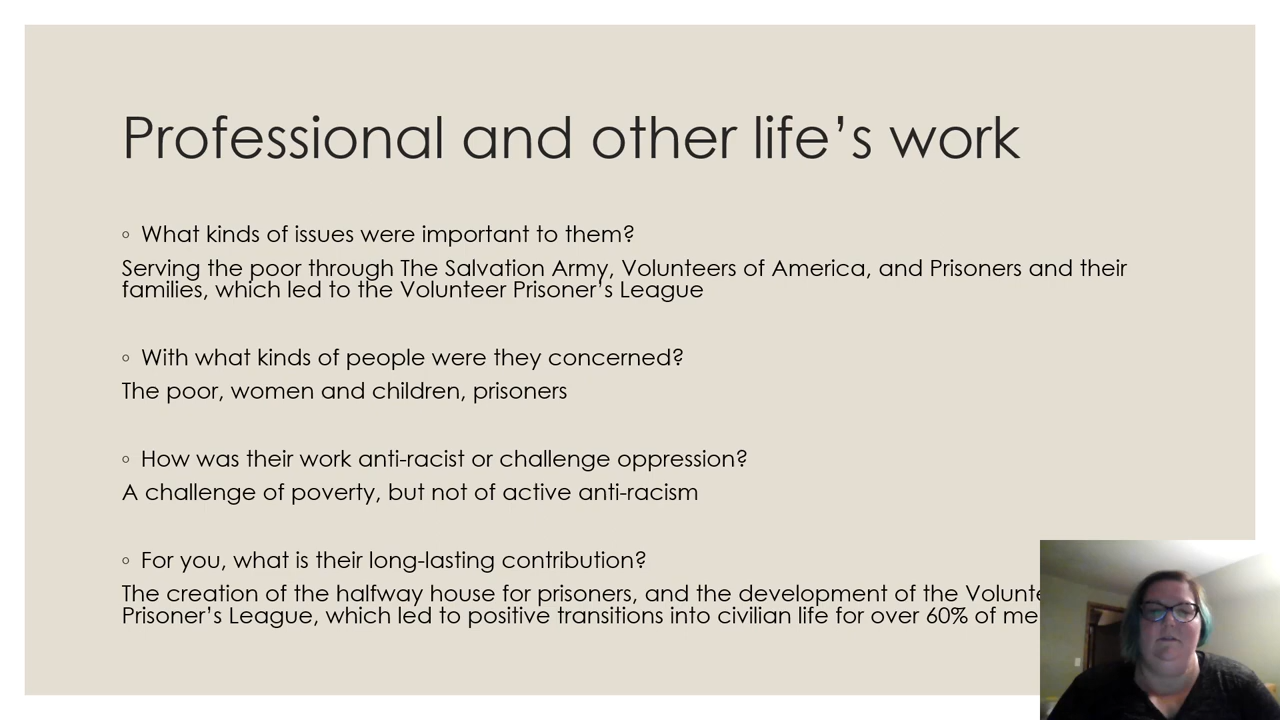 Professional and other life’s work
◦ What kinds of issues were important to them?
Serving the poor through The Salvation Army, Volunteers of America, and Prisoners and their
families, which led to the Volunteer Prisoner’s League
◦ With what kinds of people were they concerned?
The poor, women and children, prisoners
◦ How was their work anti-racist or challenge oppression?
A challenge of poverty, but not of active anti-racism
◦ For you, what is their long-lasting contribution?
The creation of the halfway house for prisoners, and the development of the
Prisoner’s League, which led to positive transitions into civilian life for over 60% of